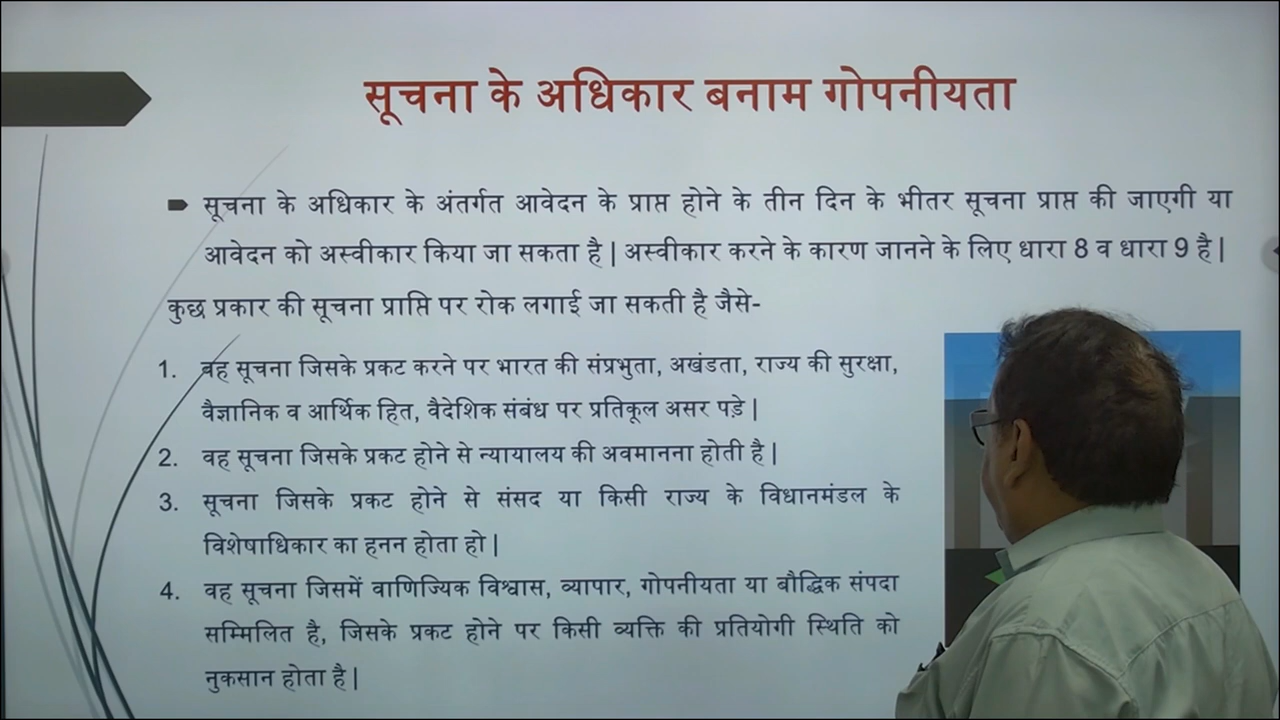 सूचना के अधिकार बनाम गोपनीयता
सूचना के अधिकार के अंतर्गत आवेदन के प्राप्त होने के तीन दिन के भीतर सूचना प्राप्त की जाएगी या
आवेदन को अस्वीकार किया जा सकता है | अस्वीकार करने के कारण जानने के लिए धारा 8 व धारा 9 है |
कुछ प्रकार की सूचना प्राप्ति पर रोक लगाई जा सकती है जैसे-
1. वह सूचना जिसके प्रकट करने पर भारत की संप्रभुता, अखंडता, राज्य की सुरक्षा,
वैज्ञानिक व आर्थिक हित, वैदेशिक संबंध पर प्रतिकूल असर पड़े |
2. वह सूचना जिसके प्रकट होने से न्यायालय की अवमानना होती है |
3. सूचना जिसके प्रकट होने से संसद या किसी राज्य के विधानमंडल के
विशेषाधिकार का हनन होता हो |
4. वह सूचना जिसमें वाणिज्यिक विश्वास, व्यापार, गोपनीयता या बौद्धिक संपदा
सम्मिलित है, जिसके प्रकट होने पर किसी व्यक्ति की प्रतियोगी स्थिति को
नुकसान होता है |